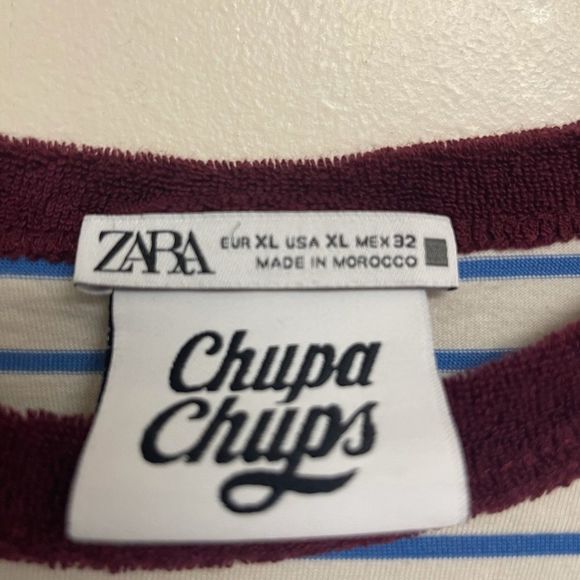 ZARA
EUR XL USA XL MEX 32
MADE IN MOROCCO
Chupa
Chups